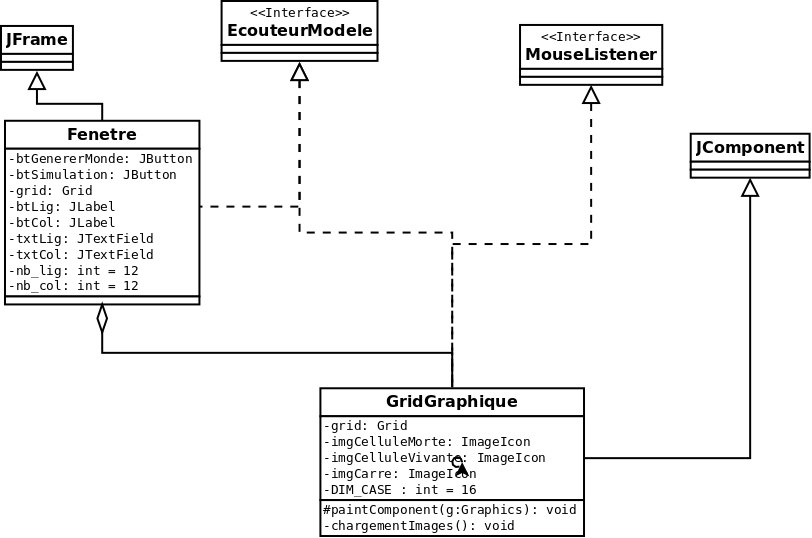 <<Interface>>
EcouteurModele
JFrame
<<Interface>>
MouseListener
Fenetre
-btGenererMonde: JButton
-btSimulation: JButton
-grid: Grid
-btLig: JLabel
-btCol: JLabel
-txtLig: JTextField
-txtCol: JTextField
-nb_lig: int = 12
-nb_col: int = 12
JComponent
GridGraphique
-grid: Grid
-imgCelluleMorte: ImageIcon
-imgCelluleVivante: ImageIcon
-imgCarre: ImageIcon
-DIM_CASE : int = 16
#paintComponent(g:Graphics): void
-chargementImages(): void